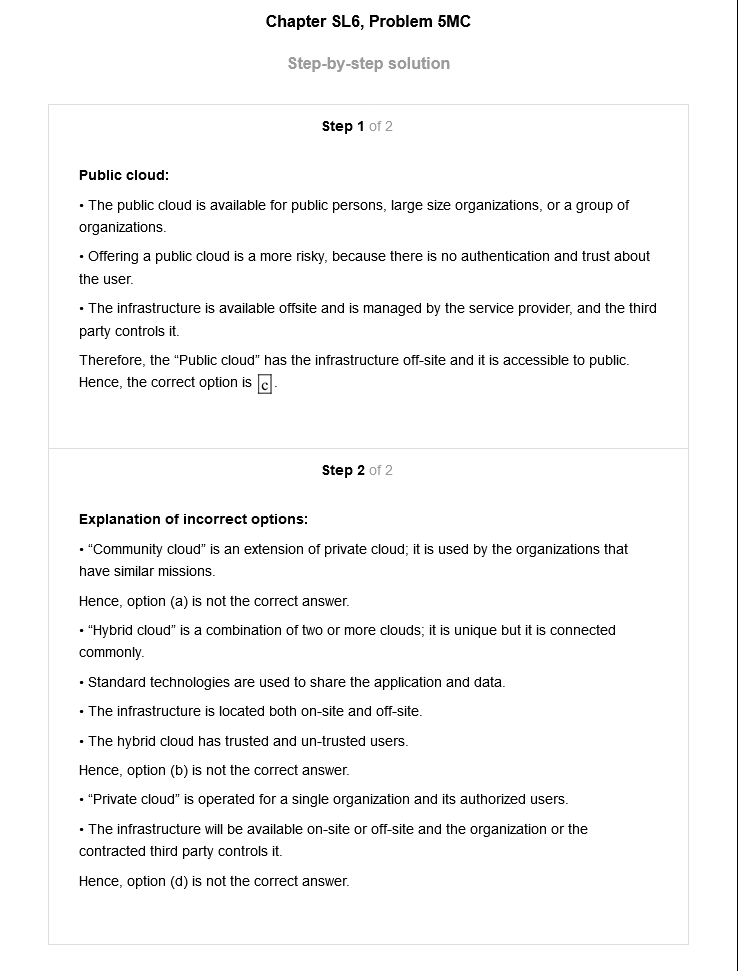 Chapter SL6, Problem 5MC
Step-by-step solution
Step 1 of 2
Public cloud:
• The public cloud is available for public persons, large size organizations, or a group of
organizations.
• Offering a public cloud is a more risky, because there is no authentication and trust about
the user.
• The infrastructure is available offsite and is managed by the service provider, and the third
party controls it.
Therefore, the “Public cloud” has the infrastructure off-site and it is accessible to public.
Hence, the correct option is c.
Step 2 of 2
Explanation of incorrect options:
• “Community cloud” is an extension of private cloud; it is used by the organizations that
have similar missions.
Hence, option (a) is not the correct answer.
• “Hybrid cloud” is a combination of two or more clouds; it is unique but it is connected
commonly.
• Standard technologies are used to share the application and data.
• The infrastructure is located both on-site and off-site.
• The hybrid cloud has trusted and un-trusted users.
Hence, option (b) is not the correct answer.
• “Private cloud” is operated for a single organization and its authorized users.
• The infrastructure will be available on-site or off-site and the organization or the
contracted third party controls it.
Hence, option (d) is not the correct answer.